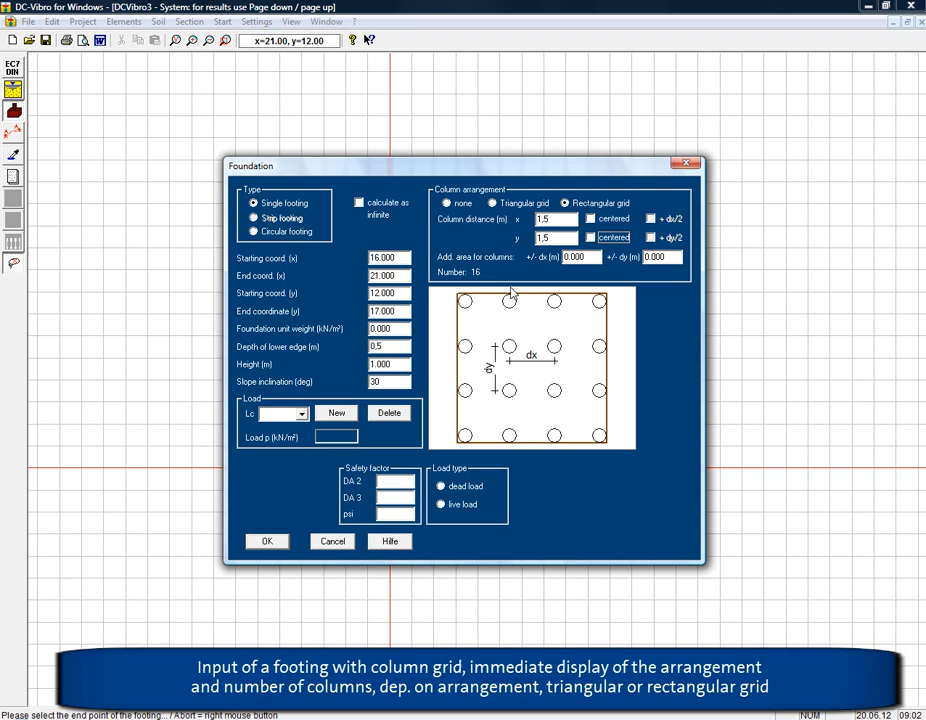 DC-Vibro for Windows - [DCVibro3 - System: for results use Page down / page up]
File Edit Project Elements Soil Section Start Settings View Window ?
x=21.00, y=12.00
EC7
DIN
Foundation
Type
Single footing
Strip footing
Circular footing
calculate as
infinite
Column arrangement
none Triangular grid Rectangular grid
Column distance (m) x 1,5 centered + dx/2
y 1,5 centered + dy/2
Add. area for columns: +/- dx (m) 0.000 +/- dy (m) 0.000
Number: 16
Starting coord. (x) 16.000
End coord. (x) 21.000
Starting coord. (y) 12.000
End coordinate (y) 17.000
Foundation unit weight (kN/m³) 0.000
Depth of lower edge (m) 0,5
Height (m) 1.000
Slope inclination (deg) 30
dx
dy
Load
Lc New Delete
Load p (kN/m²)
Safety factor
DA 2
DA 3
psi
Load type
dead load
live load
OK Cancel Hilfe
Input of a footing with column grid, immediate display of the arrangement
and number of columns, dep. on arrangement, triangular or rectangular grid
Please select the end point of the footing... / Abort = right mouse button NUM 20.06.12 09:02